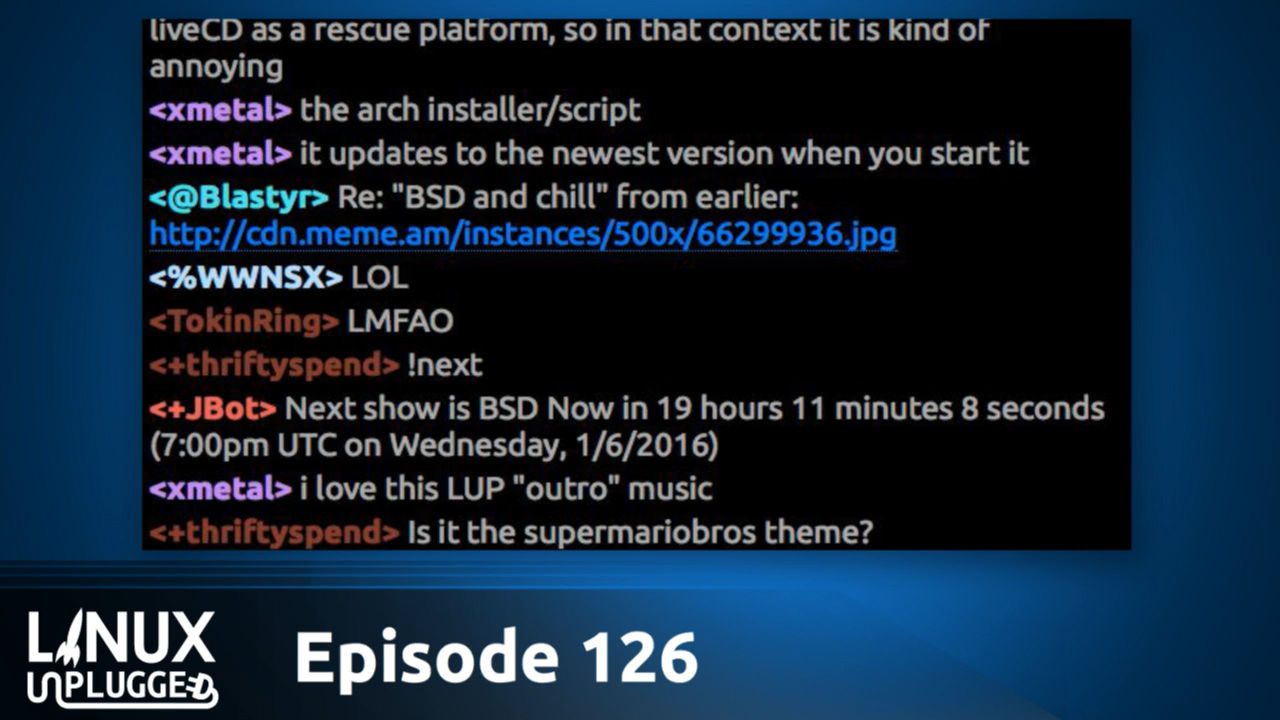 liveCD as a rescue platform, so in that context it is kind of
annoying
<xmetal> the arch installer/script
<xmetal> it updates to the newest version when you start it
<@Blastyr> Re: "BSD and chill" from earlier:
http://cdn.meme.am/instances/500x/66299936.jpg
<%WWNSX> LOL
<TokinRing> LMFAO
<+thriftyspend> !next
<+JBot> Next show is BSD Now in 19 hours 11 minutes 8 seconds
(7:00pm UTC on Wednesday, 1/6/2016)
<xmetal> i love this LUP "outro" music
<+thriftyspend> Is it the supermariobros theme?
LINUX
UNPLUGGED
Episode 126